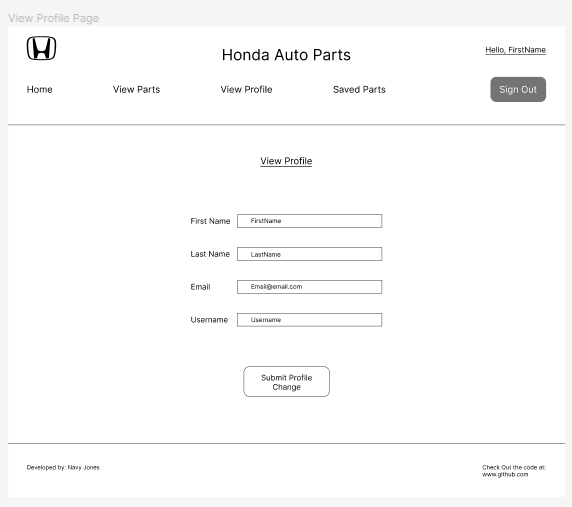 View Profile Page
Honda Auto Parts
Hello, FirstName
Home
View Parts
View Profile
Saved Parts
Sign Out
View Profile
First Name
FirstName
Last Name
LastName
Email
Email@email.com
Username
Username
Submit Profile
Change
Developed by: Navy Jones
Check Out the code at:
www.github.com